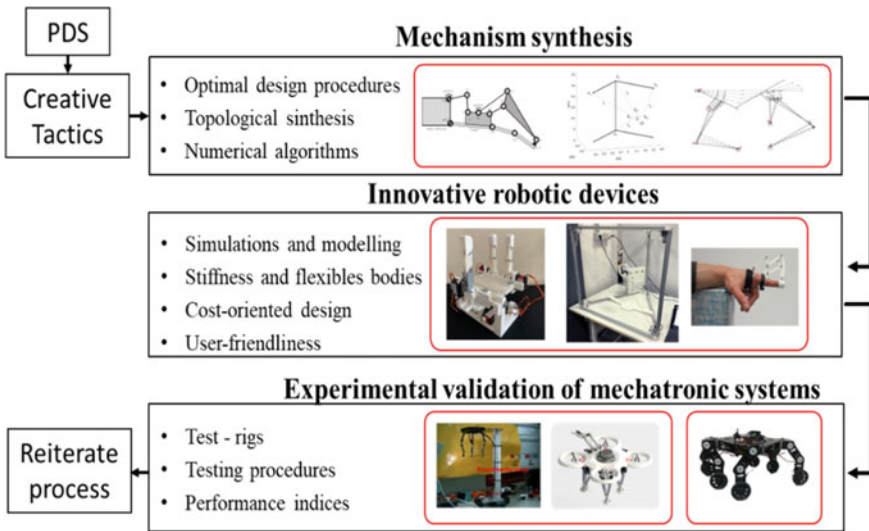 PDS
Creative
Tactics
Mechanism synthesis
• Optimal design procedures
• Topological sinthesis
• Numerical algorithms
Innovative robotic devices
• Simulations and modelling
• Stiffness and flexibles bodies
• Cost-oriented design
• User-friendliness
Experimental validation of mechatronic systems
• Test - rigs
• Testing procedures
• Performance indices
Reiterate
process